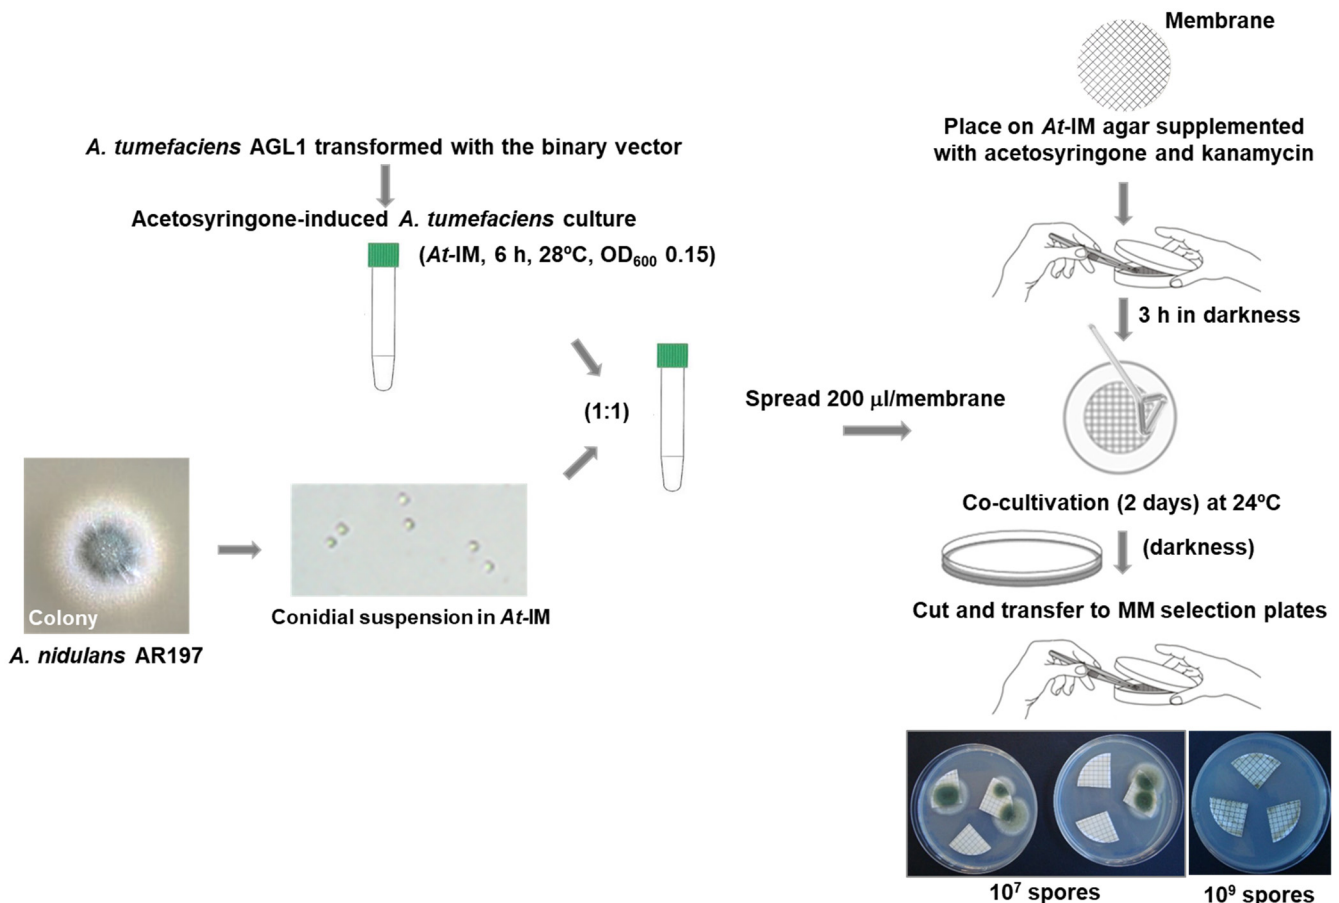 A. tumefaciens AGL1 transformed with the binary vector
Acetosyringone-induced A. tumefaciens culture
(At-IM, 6 h, 28ºC, OD600 0.15)
(1:1)
Colony
A. nidulans AR197
Conidial suspension in At-IM
Spread 200 µl/membrane
Membrane
Place on At-IM agar supplemented
with acetosyringone and kanamycin
3 h in darkness
Co-cultivation (2 days) at 24ºC
(darkness)
Cut and transfer to MM selection plates
10⁷ spores
10⁹ spores